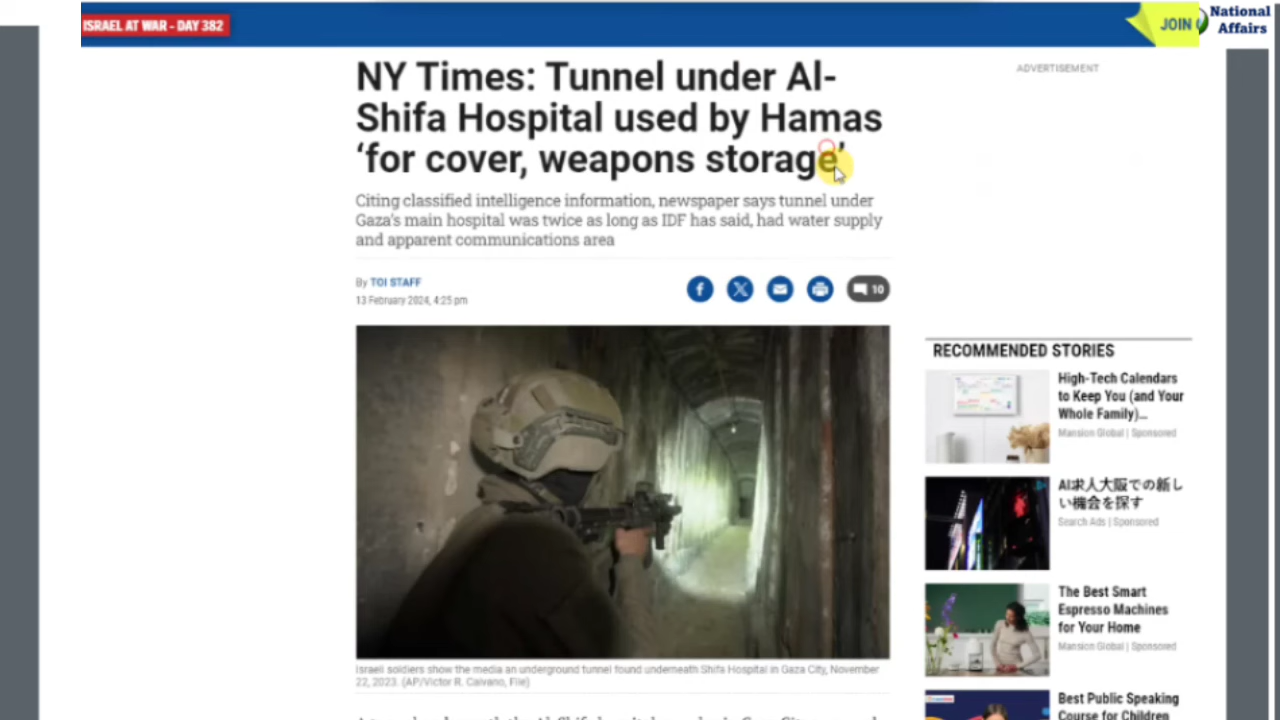 ISRAEL AT WAR - DAY 382
JOIN
National
Affairs
NY Times: Tunnel under Al-
Shifa Hospital used by Hamas
‘for cover, weapons storage’
Citing classified intelligence information, newspaper says tunnel under
Gaza's main hospital was twice as long as IDF has said, had water supply
and apparent communications area
By TOI STAFF
13 February 2024, 4:25 pm
10
Israeli soldiers show the media an underground tunnel found underneath Shifa Hospital in Gaza City, November
22, 2023. (AP/Victor R. Caivano, File)
ADVERTISEMENT
RECOMMENDED STORIES
High-Tech Calendars
to Keep You (and Your
Whole Family)...
Mansion Global | Sponsored
AI求人大阪での新し
い機会を探す
Search Ads | Sponsored
The Best Smart
Espresso Machines
for Your Home
Mansion Global | Sponsored
Best Public Speaking
Course for Children